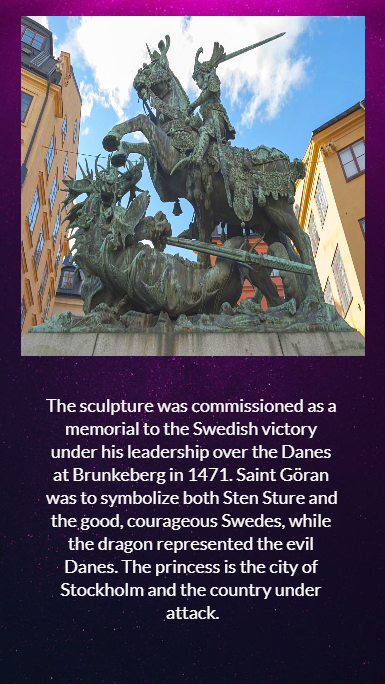 The sculpture was commissioned as a
memorial to the Swedish victory
under his leadership over the Danes
at Brunkeberg in 1471. Saint Göran
was to symbolize both Sten Sture and
the good, courageous Swedes, while
the dragon represented the evil
Danes. The princess is the city of
Stockholm and the country under
attack.